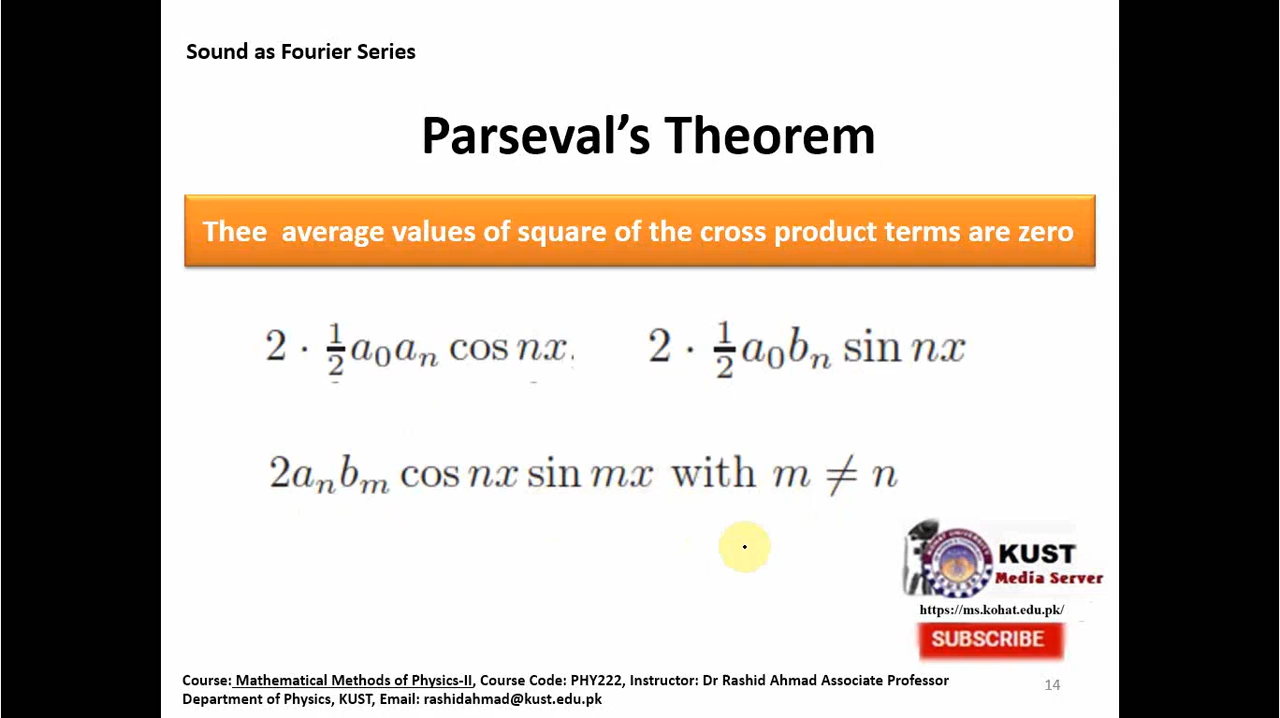 Sound as Fourier Series
Parseval’s Theorem
Thee average values of square of the cross product terms are zero
2 · ½a₀aₙ cos nx. 2 · ½a₀bₙ sin nx
2aₙbₘ cos nx sin mx with m ≠ n
KUST
Media Server
https://ms.kohat.edu.pk/
SUBSCRIBE
Course: Mathematical Methods of Physics-II, Course Code: PHY222, Instructor: Dr Rashid Ahmad Associate Professor
Department of Physics, KUST, Email: rashidahmad@kust.edu.pk
14